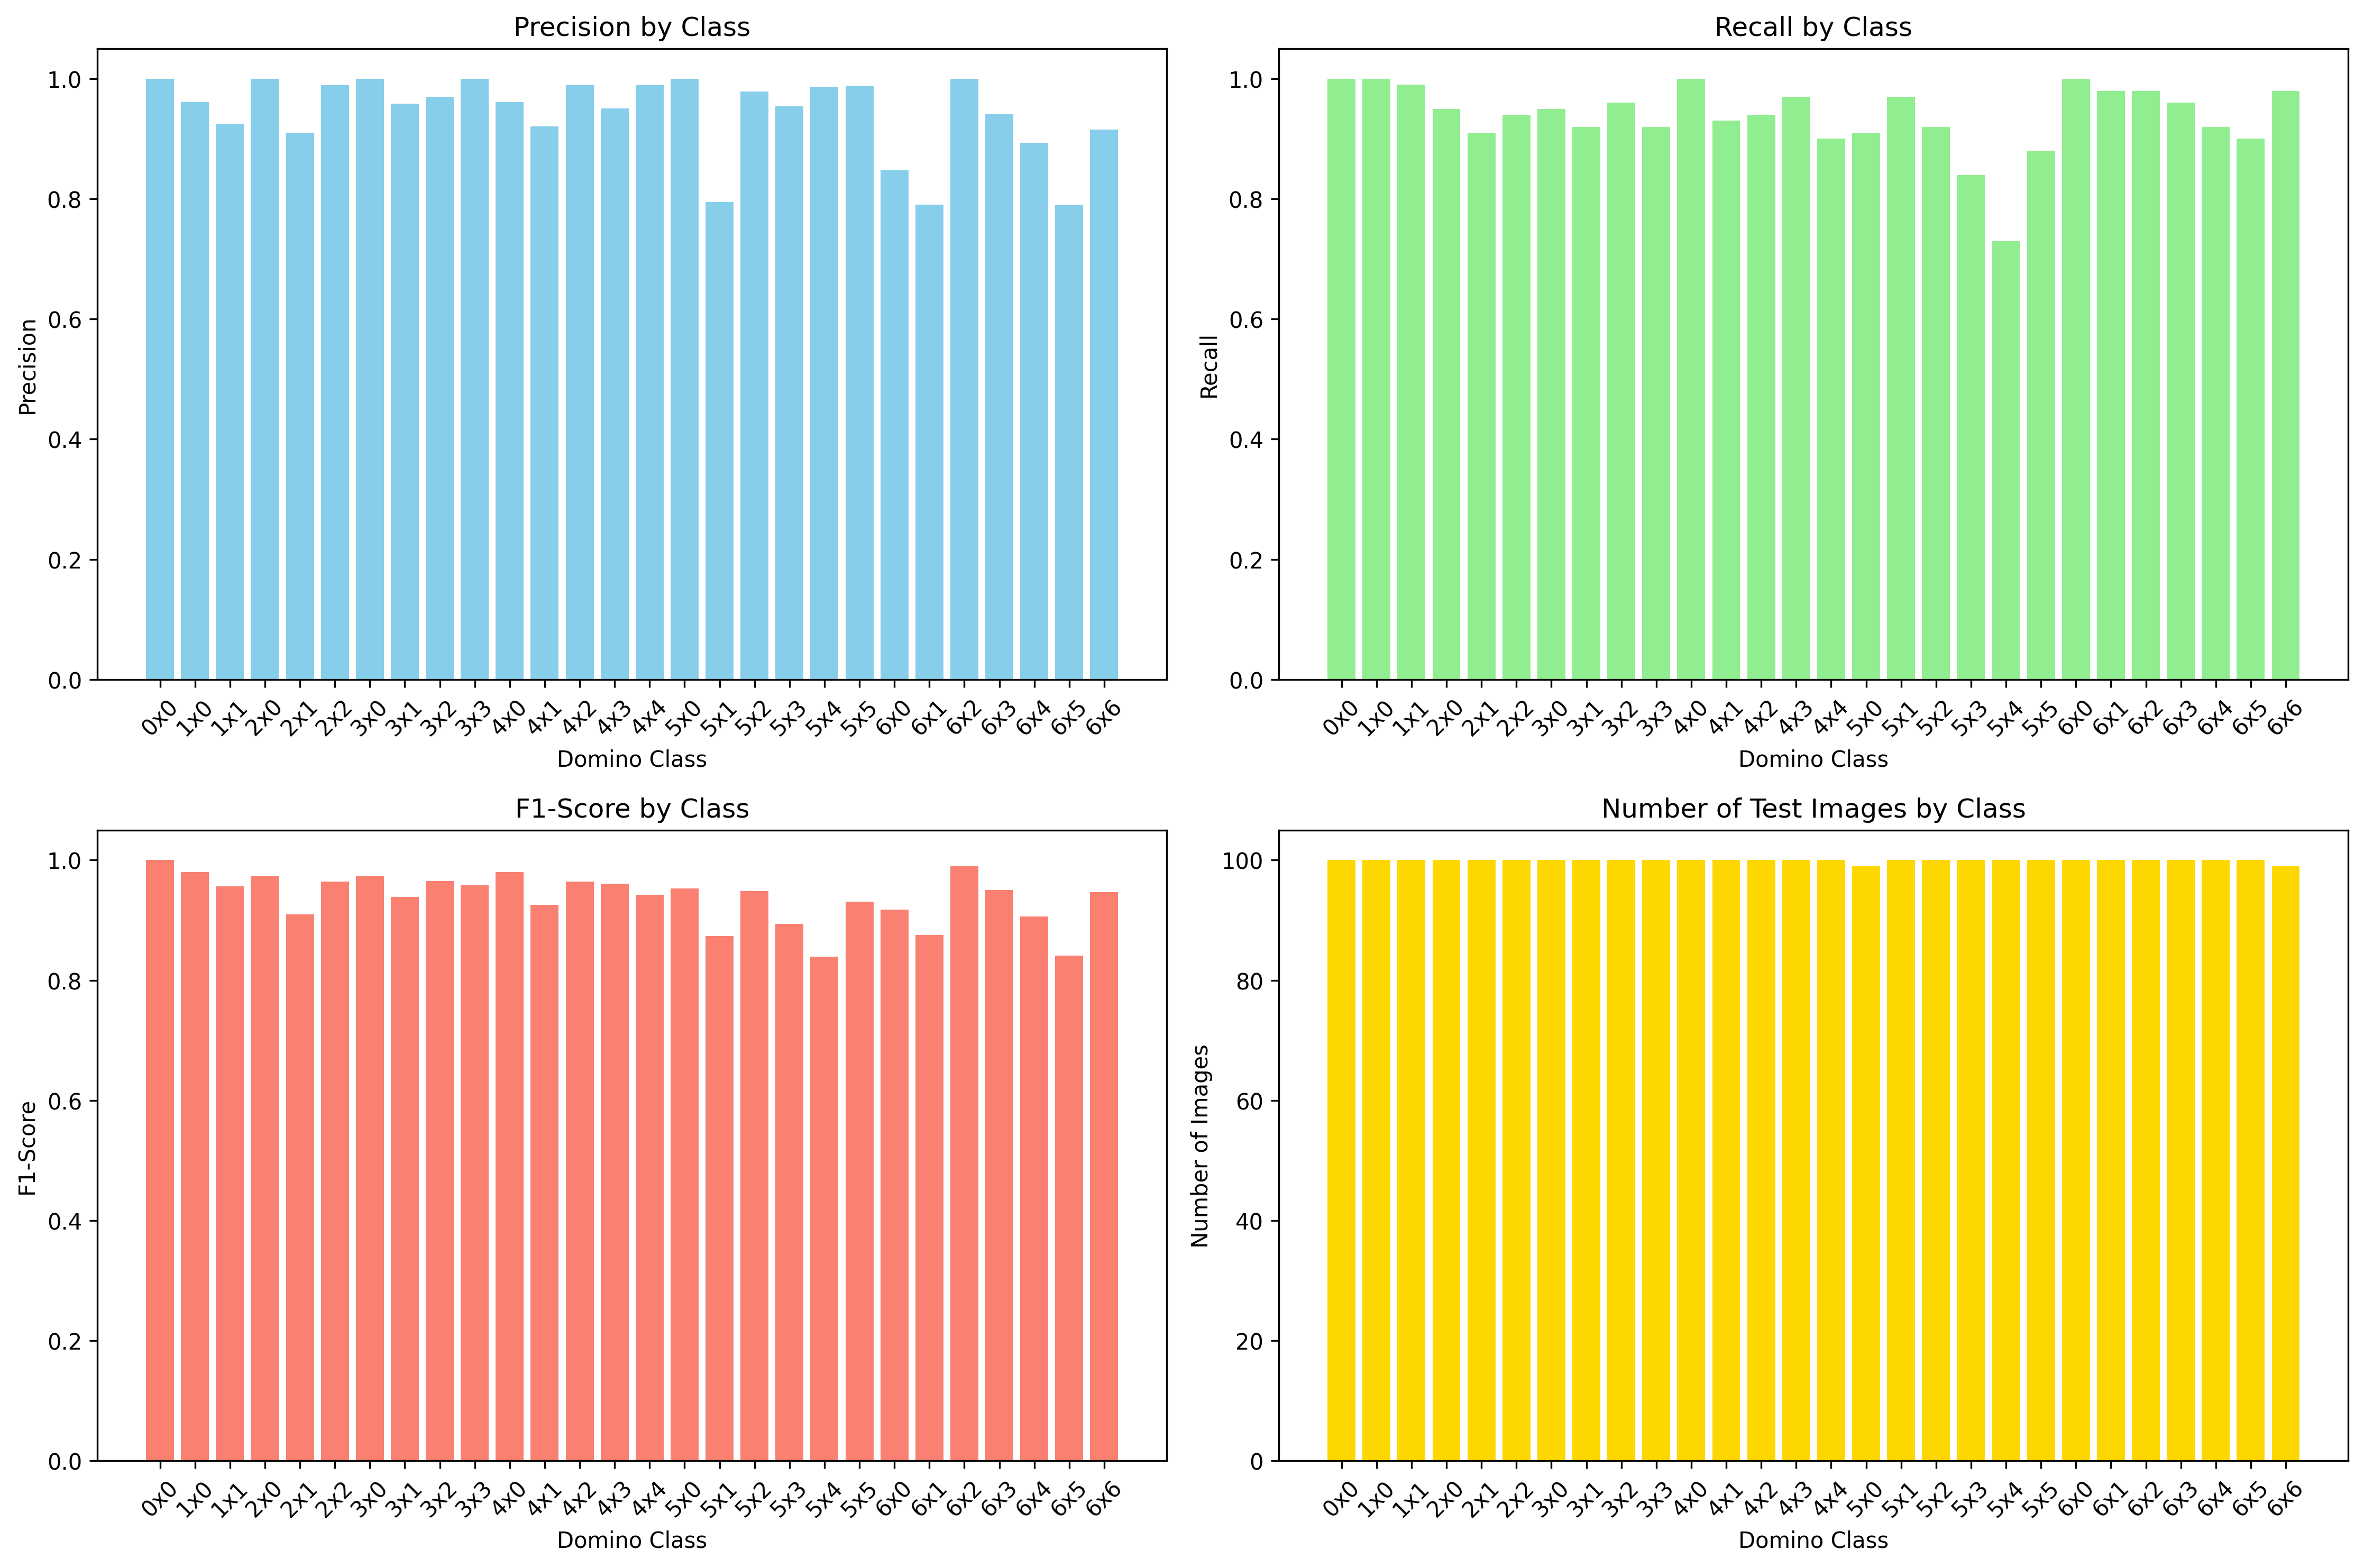 Precision by Class
1.0
0.8
0.6
0.4
0.2
0.0
Precision
0x0 1x0 1x1 2x0 2x1 2x2 3x0 3x1 3x2 3x3 4x0 4x1 4x2 4x3 4x4 5x0 5x1 5x2 5x3 5x4 5x5 6x0 6x1 6x2 6x3 6x4 6x5 6x6
Domino Class
Recall by Class
1.0
0.8
0.6
0.4
0.2
0.0
Recall
0x0 1x0 1x1 2x0 2x1 2x2 3x0 3x1 3x2 3x3 4x0 4x1 4x2 4x3 4x4 5x0 5x1 5x2 5x3 5x4 5x5 6x0 6x1 6x2 6x3 6x4 6x5 6x6
Domino Class
F1-Score by Class
1.0
0.8
0.6
0.4
0.2
0.0
F1-Score
0x0 1x0 1x1 2x0 2x1 2x2 3x0 3x1 3x2 3x3 4x0 4x1 4x2 4x3 4x4 5x0 5x1 5x2 5x3 5x4 5x5 6x0 6x1 6x2 6x3 6x4 6x5 6x6
Domino Class
Number of Test Images by Class
100
80
60
40
20
0
Number of Images
0x0 1x0 1x1 2x0 2x1 2x2 3x0 3x1 3x2 3x3 4x0 4x1 4x2 4x3 4x4 5x0 5x1 5x2 5x3 5x4 5x5 6x0 6x1 6x2 6x3 6x4 6x5 6x6
Domino Class